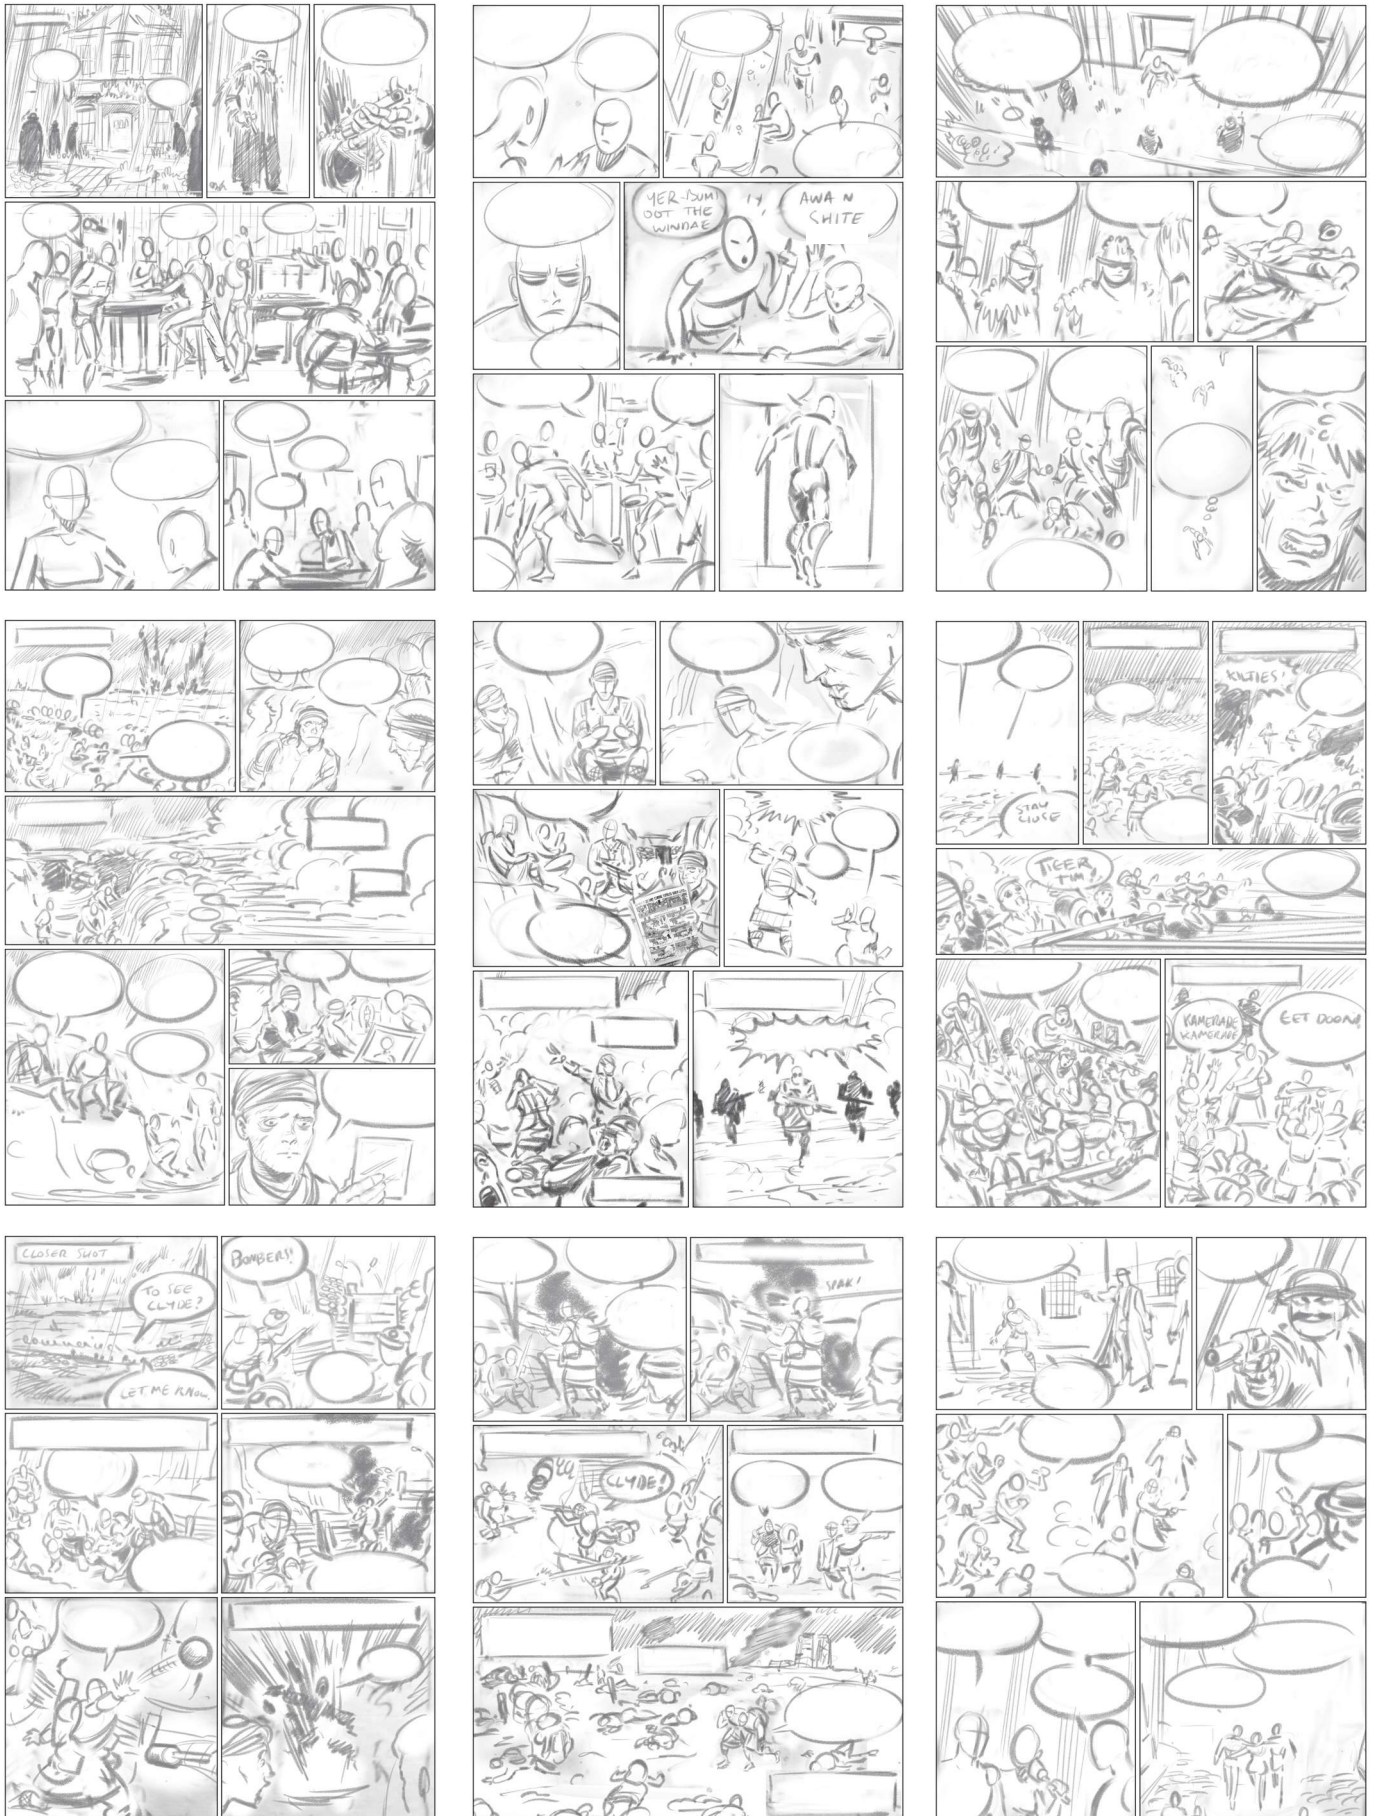 YER-BUM!
OOT THE
WINDAE
AWA N
SHITE
KILTIES!
STAY
CLOSE
TIGER
TIM!
KAMERADE
KAMERADE
GET DOON!
CLOSER SHOT
TO SEE
CLYDE?
LET ME KNOW.
BOMBERS!
SPAK!
CLYDE!